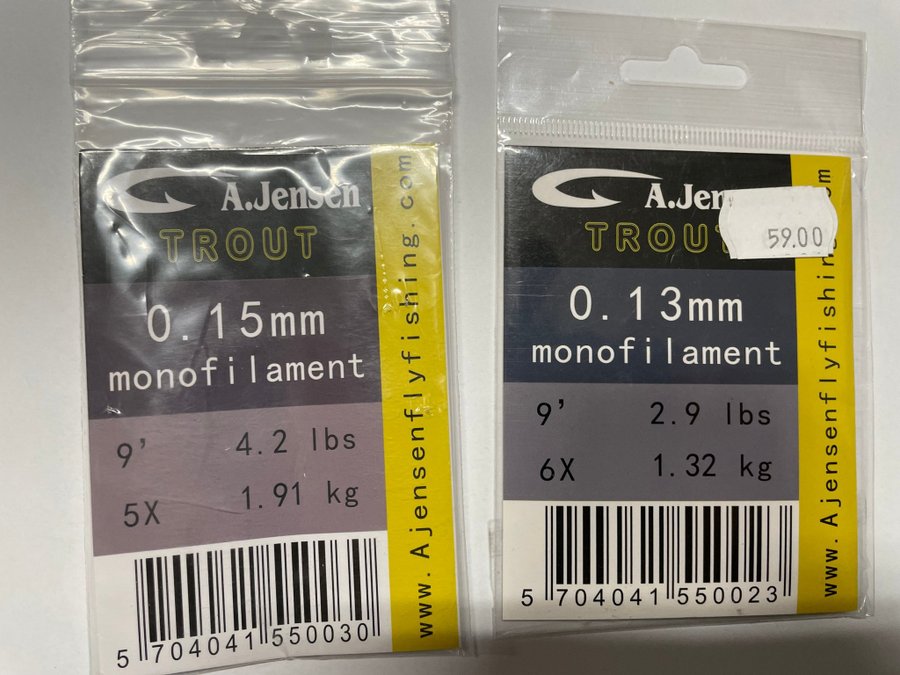 A.Jensen
TROUT
0.15mm
monofilament
9' 4.2 lbs
5X 1.91 kg
5 704041 550030
www.Ajensenflyfishing.com
A.Jen
59.00
TROUT
0.13mm
monofilament
9' 2.9 lbs
6X 1.32 kg
5 704041 550023
www.Ajensenflyfishing